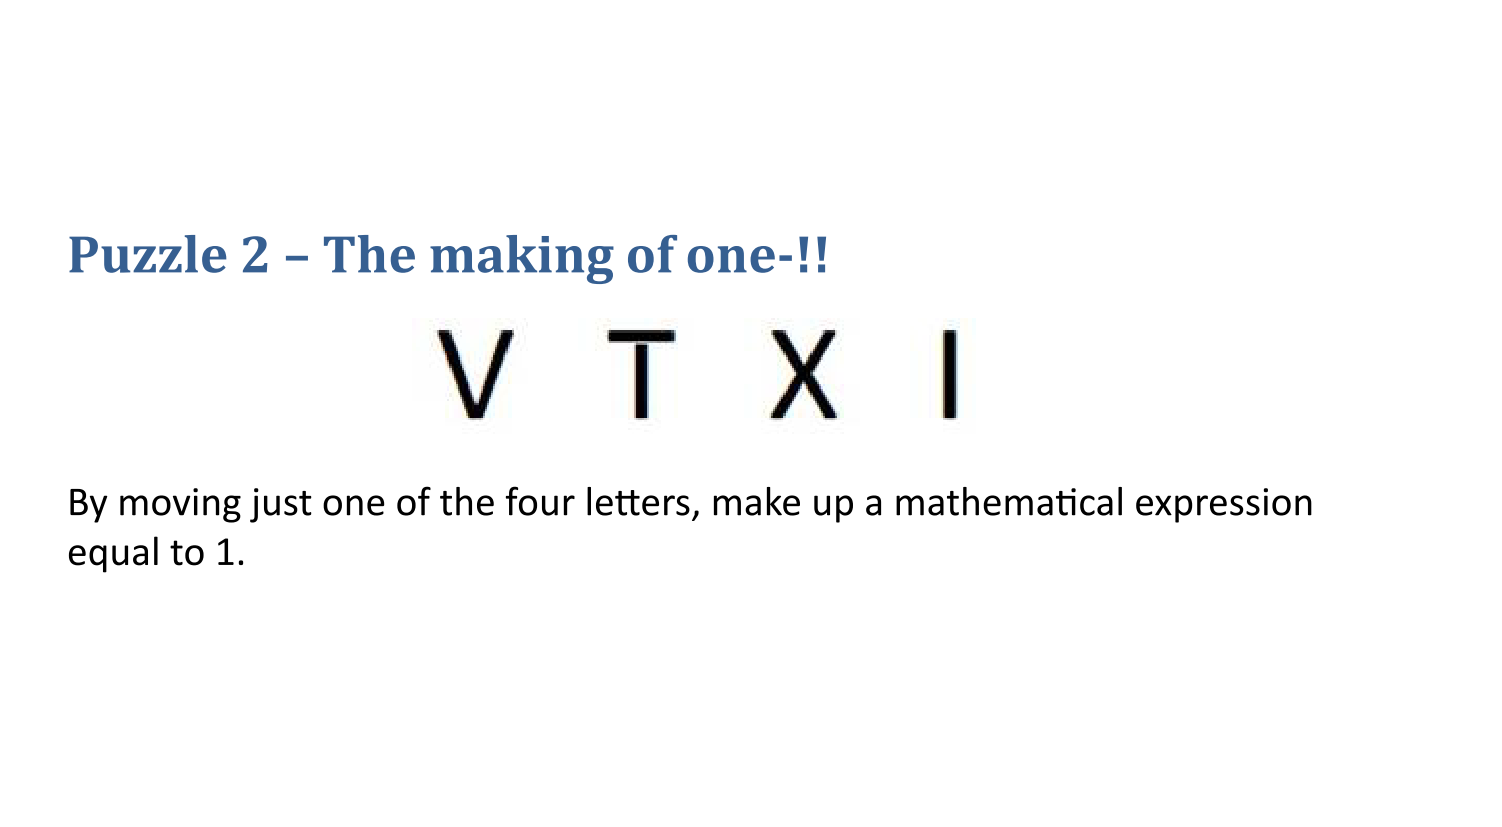 Puzzle 2 – The making of one-!!
V T X I
By moving just one of the four letters, make up a mathematical expression
equal to 1.